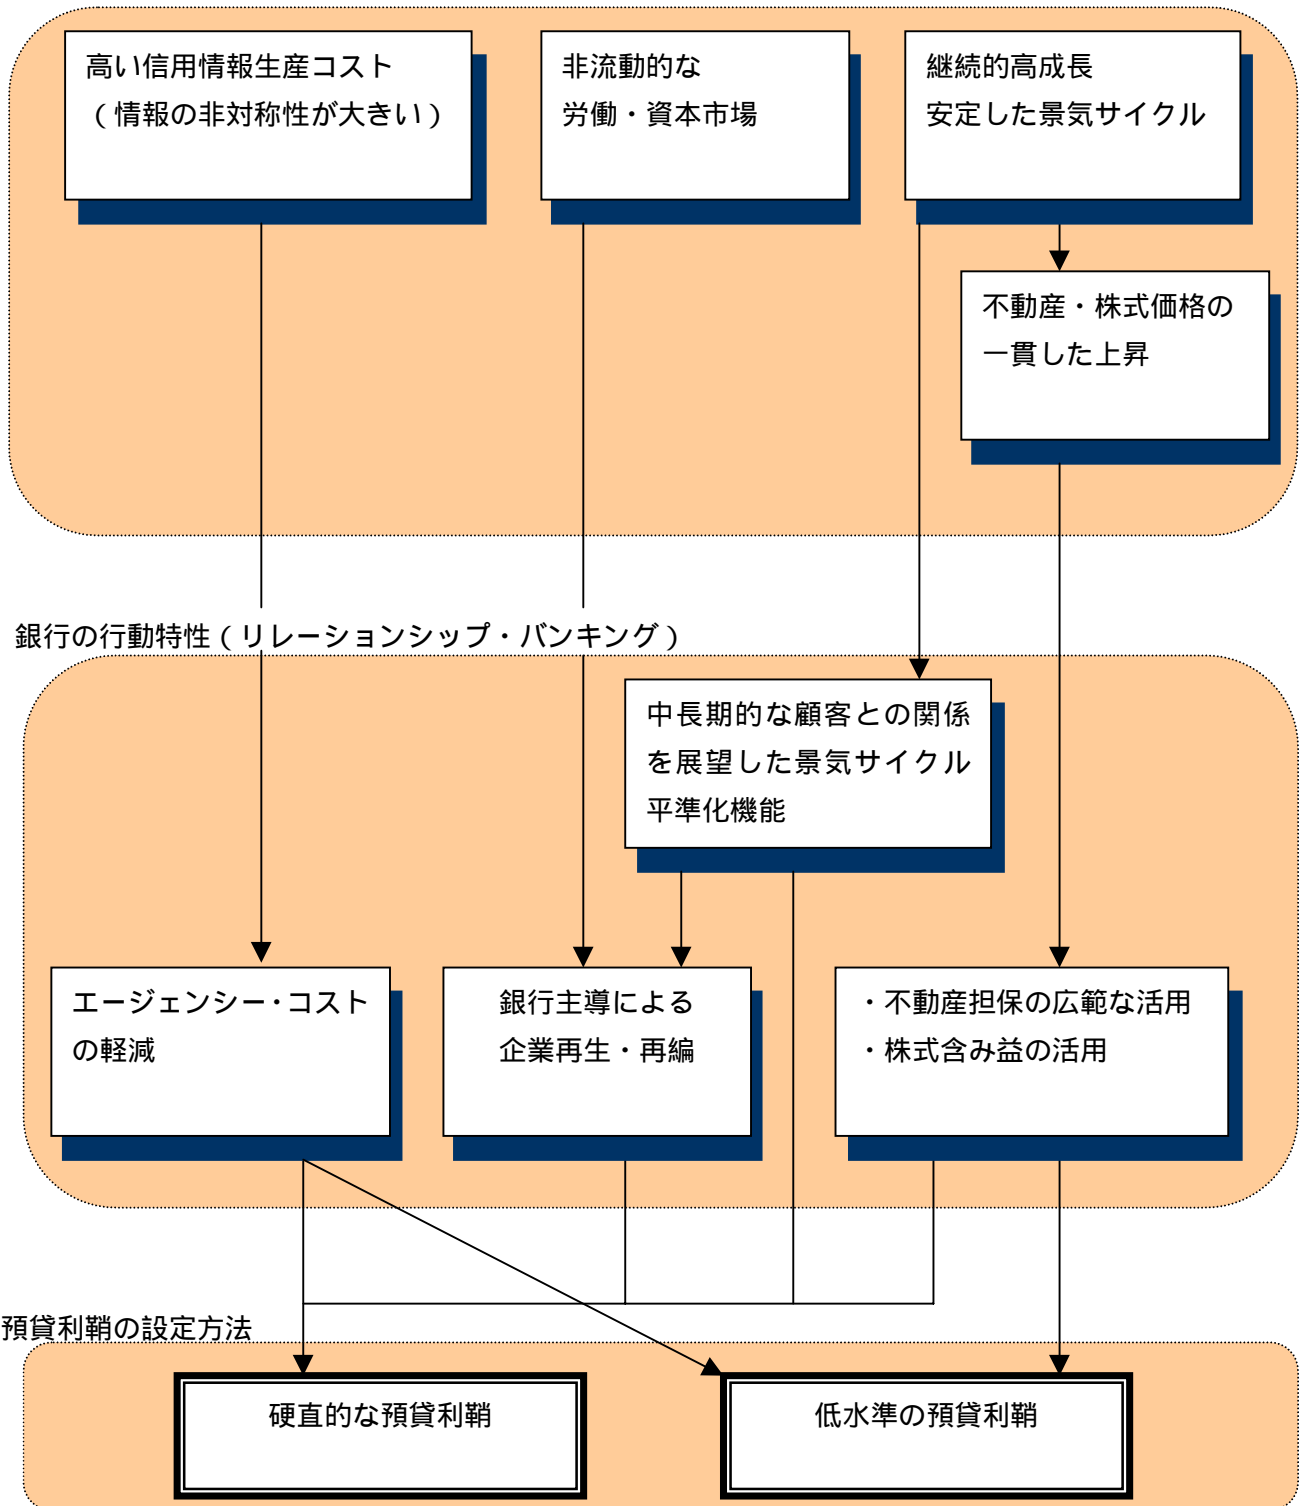 高い信用情報生産コスト
（情報の非対称性が大きい）
非流動的な
労働・資本市場
継続的高成長
安定した景気サイクル
不動産・株式価格の
一貫した上昇
銀行の行動特性（リレーションシップ・バンキング）
中長期的な顧客との関係
を展望した景気サイクル
平準化機能
エージェンシー・コスト
の軽減
銀行主導による
企業再生・再編
・不動産担保の広範な活用
・株式含み益の活用
預貸利鞘の設定方法
硬直的な預貸利鞘
低水準の預貸利鞘